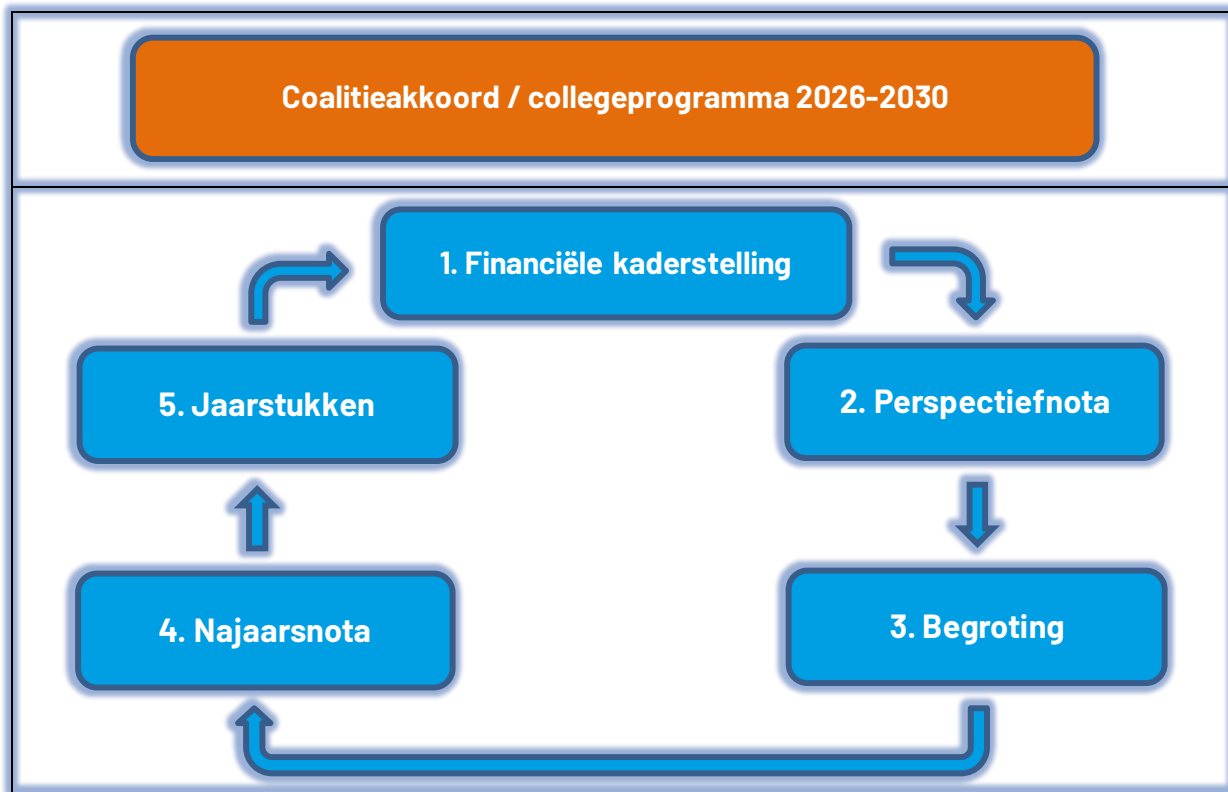 Coalitieakkoord / collegeprogramma 2026-2030
1. Financiële kaderstelling
2. Perspectiefnota
3. Begroting
4. Najaarsnota
5. Jaarstukken